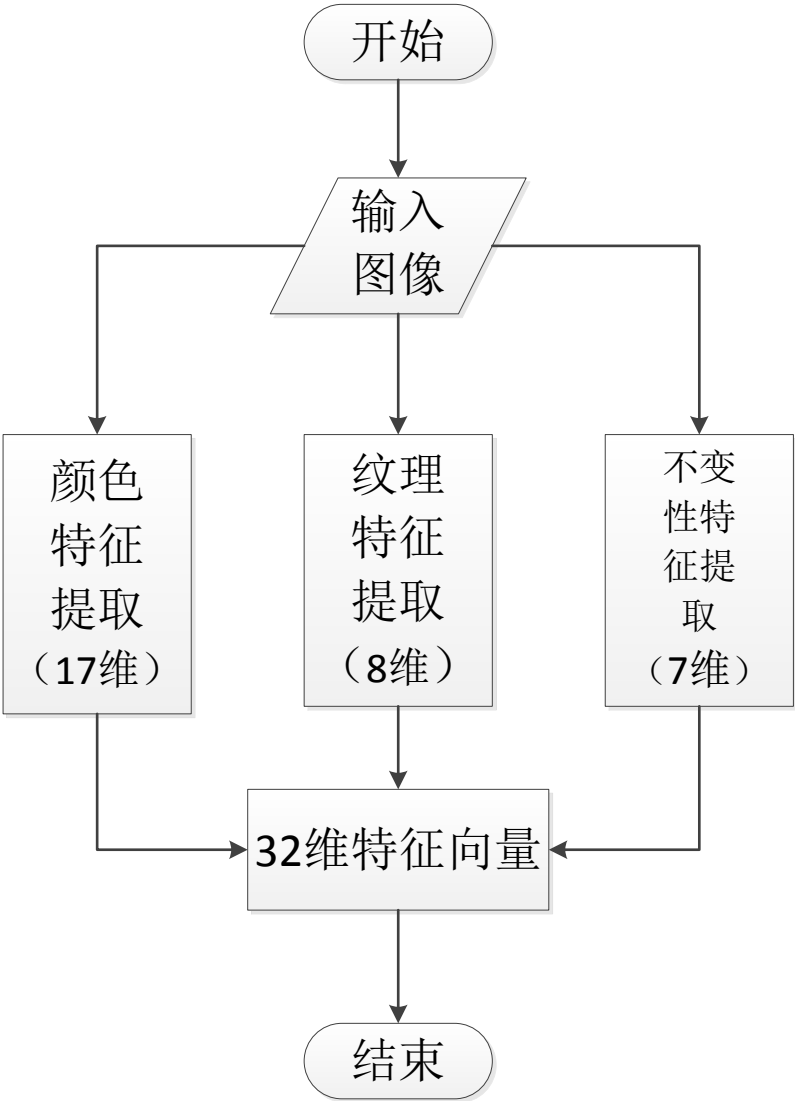 开始
输入
图像
颜色
特征
提取
（17维）
纹理
特征
提取
（8维）
不变
性特
征提
取
（7维）
32维特征向量
结束